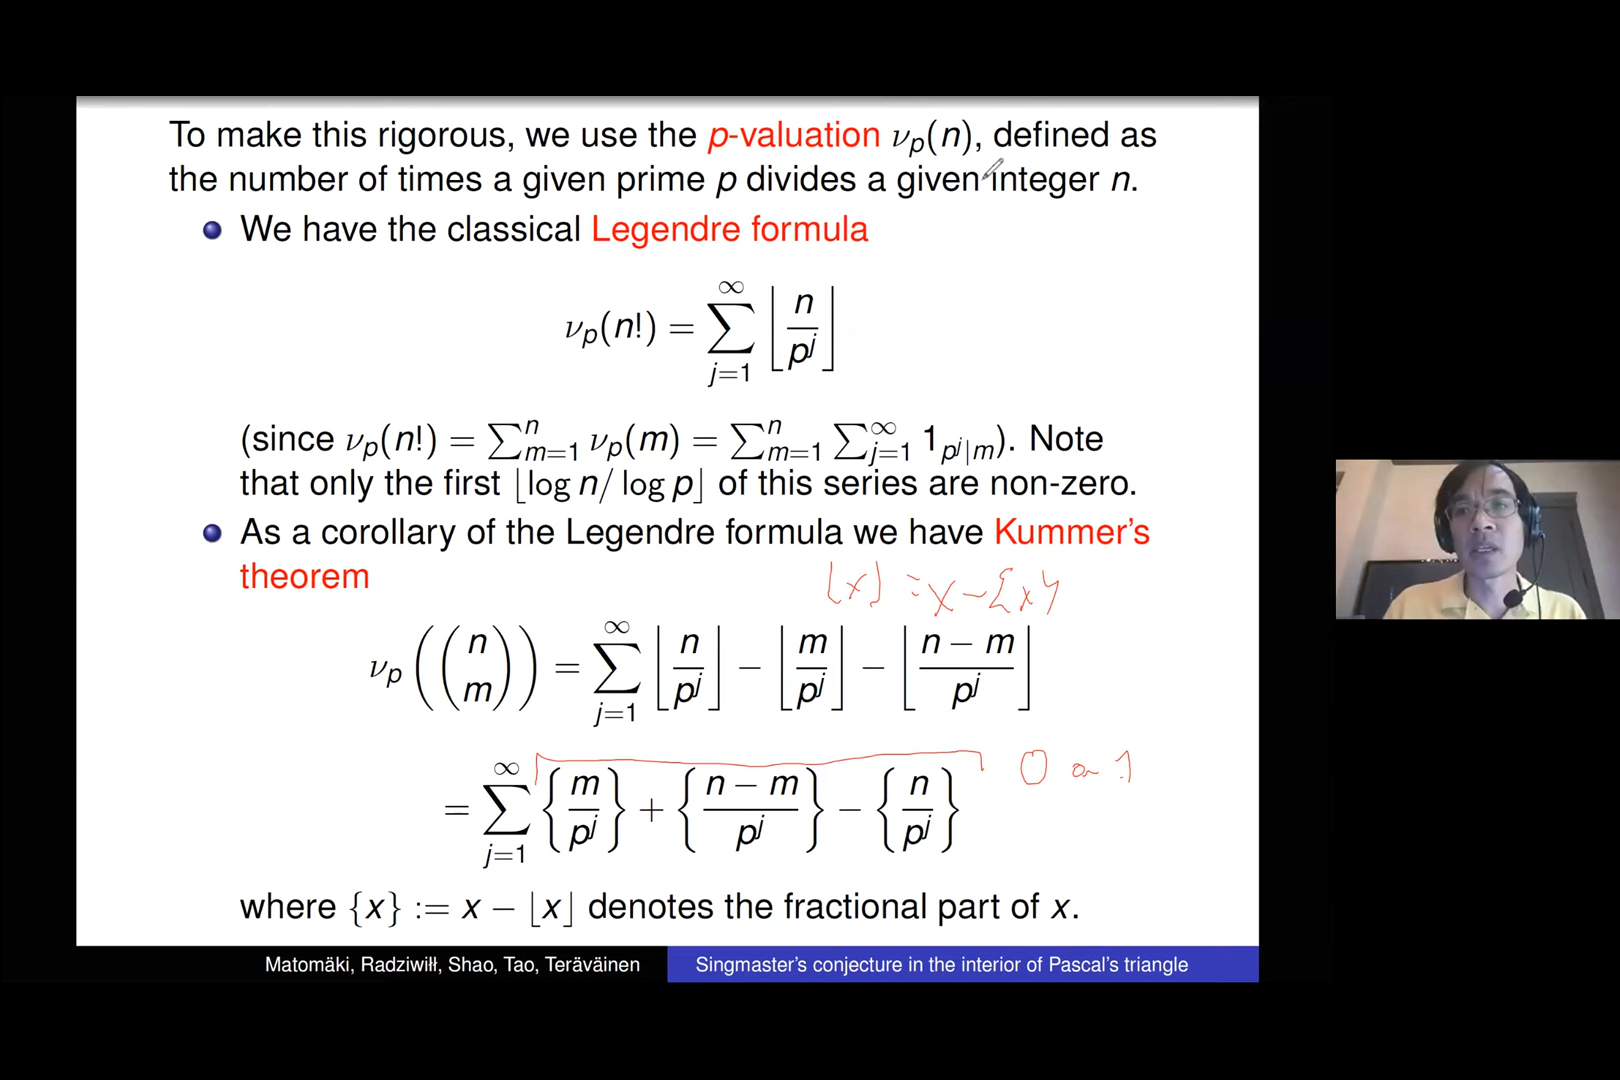 To make this rigorous, we use the p-valuation νₚ(n), defined as
the number of times a given prime p divides a given integer n.
We have the classical Legendre formula
νₚ(n!) = ∑_{j=1}^{∞} ⌊n/p^j⌋
(since νₚ(n!) = ∑_{m=1}^{n} νₚ(m) = ∑_{m=1}^{n} ∑_{j=1}^{∞} 1_{p^j|m}). Note
that only the first ⌊log n/ log p⌋ of this series are non-zero.
As a corollary of the Legendre formula we have Kummer's
theorem
⌊x⌋ = x - {x}
νₚ((n m)) = ∑_{j=1}^{∞} ⌊n/p^j⌋ − ⌊m/p^j⌋ − ⌊(n − m)/p^j⌋
0 or 1
= ∑_{j=1}^{∞} {m/p^j} + {(n − m)/p^j} − {n/p^j}
where {x} := x − ⌊x⌋ denotes the fractional part of x.
Matomäki, Radziwiłł, Shao, Tao, Teräväinen
Singmaster's conjecture in the interior of Pascal's triangle